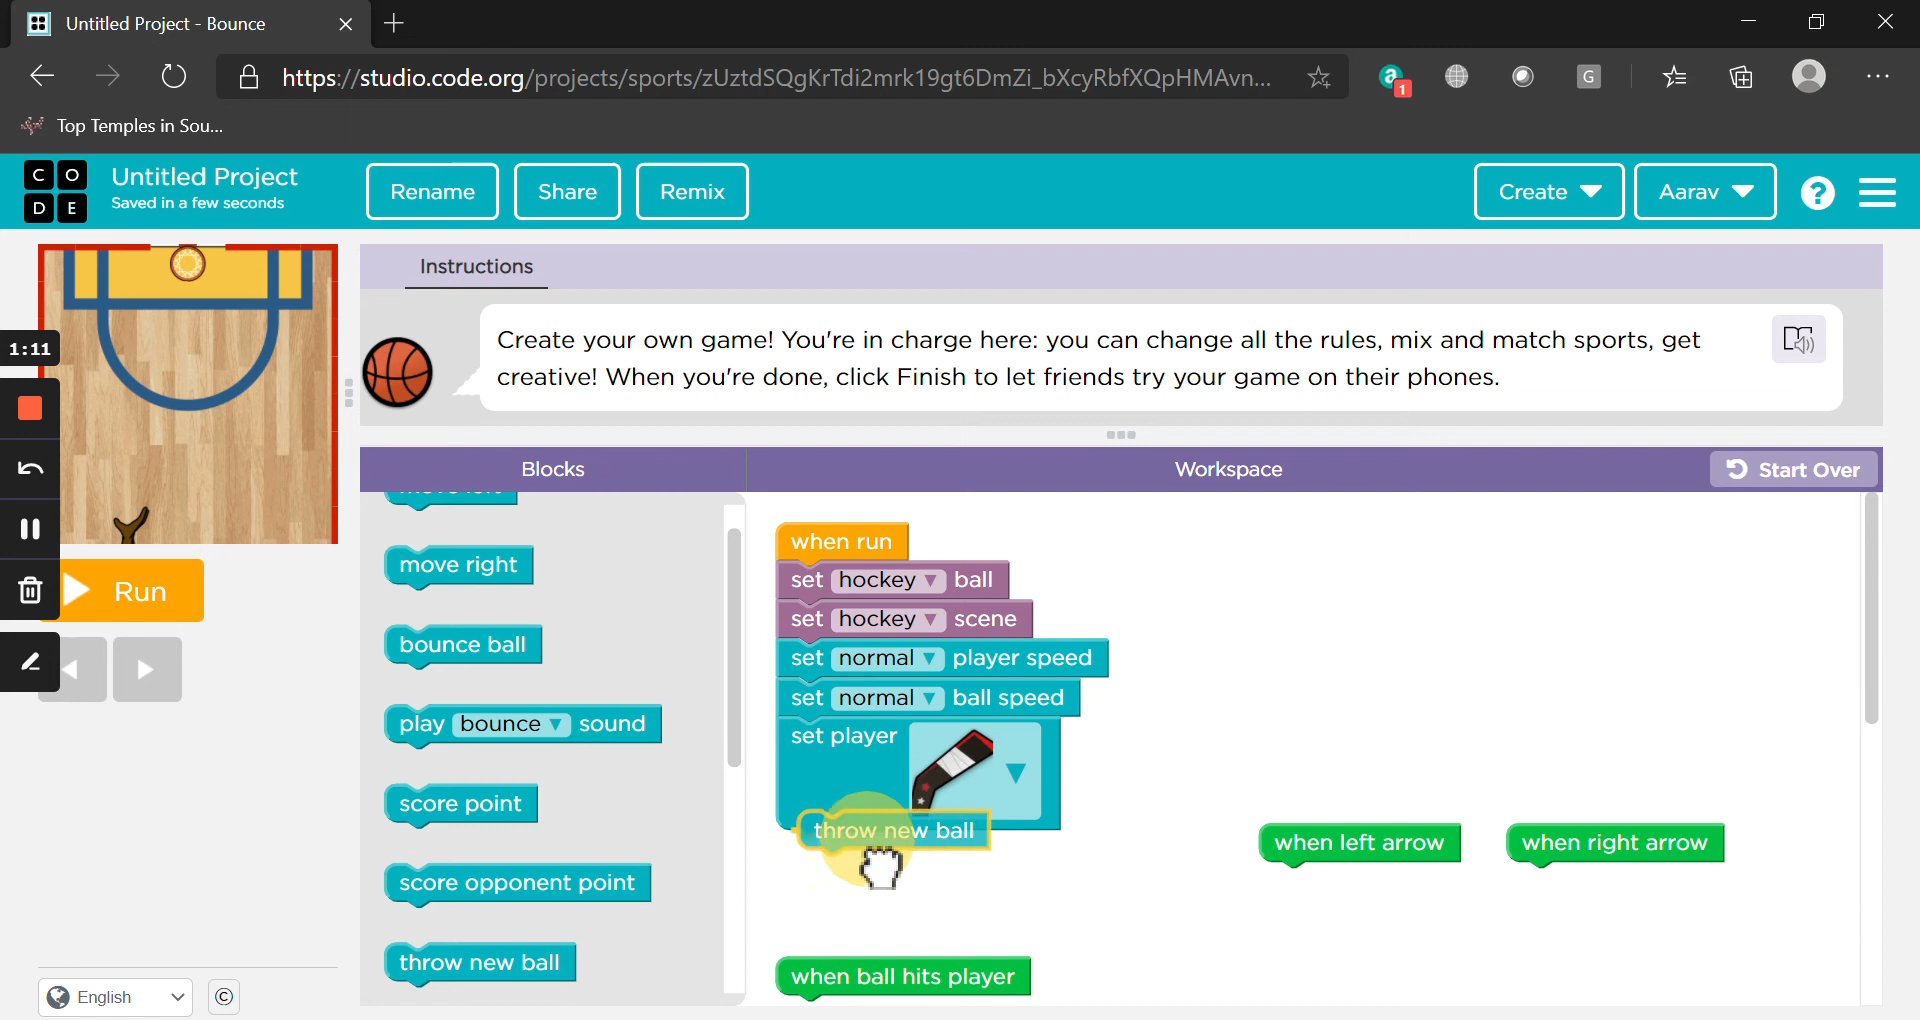 Untitled Project - Bounce
https://studio.code.org/projects/sports/zUztdSQgKrTdi2mrk19gt6DmZi_bXcyRbfXQpHMAvn...
a
1
G
Top Temples in Sou...
C O
D E
Untitled Project
Saved in a few seconds
Rename
Share
Remix
Create
Aarav
?
Instructions
1:11
Create your own game! You're in charge here: you can change all the rules, mix and match sports, get
creative! When you're done, click Finish to let friends try your game on their phones.
Blocks
Workspace
Start Over
move right
bounce ball
play bounce sound
score point
score opponent point
throw new ball
when run
set hockey ball
set hockey scene
set normal player speed
set normal ball speed
set player
throw new ball
when left arrow
when right arrow
when ball hits player
Run
English
©